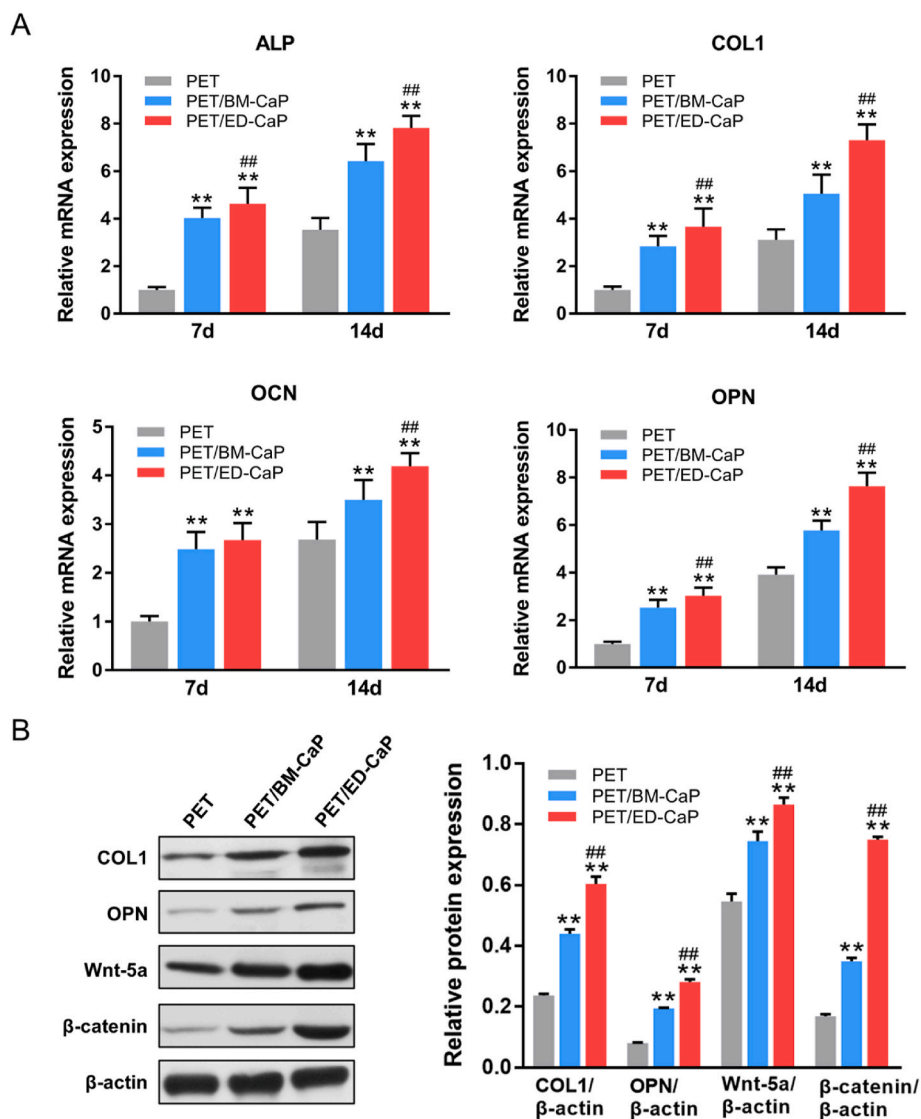 A
ALP
Relative mRNA expression
10
8
6
4
2
0
PET
PET/BM-CaP
PET/ED-CaP
**
##
**
**
##
**
7d
14d
COL1
Relative mRNA expression
10
8
6
4
2
0
PET
PET/BM-CaP
PET/ED-CaP
**
##
**
**
##
**
7d
14d
OCN
Relative mRNA expression
5
4
3
2
1
0
PET
PET/BM-CaP
PET/ED-CaP
**
**
**
##
**
7d
14d
OPN
Relative mRNA expression
10
8
6
4
2
0
PET
PET/BM-CaP
PET/ED-CaP
**
##
**
**
##
**
7d
14d
B
PET
PET/BM-CaP
PET/ED-CaP
COL1
OPN
Wnt-5a
β-catenin
β-actin
Relative protein expression
1.0
0.8
0.6
0.4
0.2
0.0
PET
PET/BM-CaP
PET/ED-CaP
**
##
**
**
##
**
**
##
**
**
##
**
COL1/
β-actin
OPN/
β-actin
Wnt-5a/
β-actin
β-catenin/
β-actin